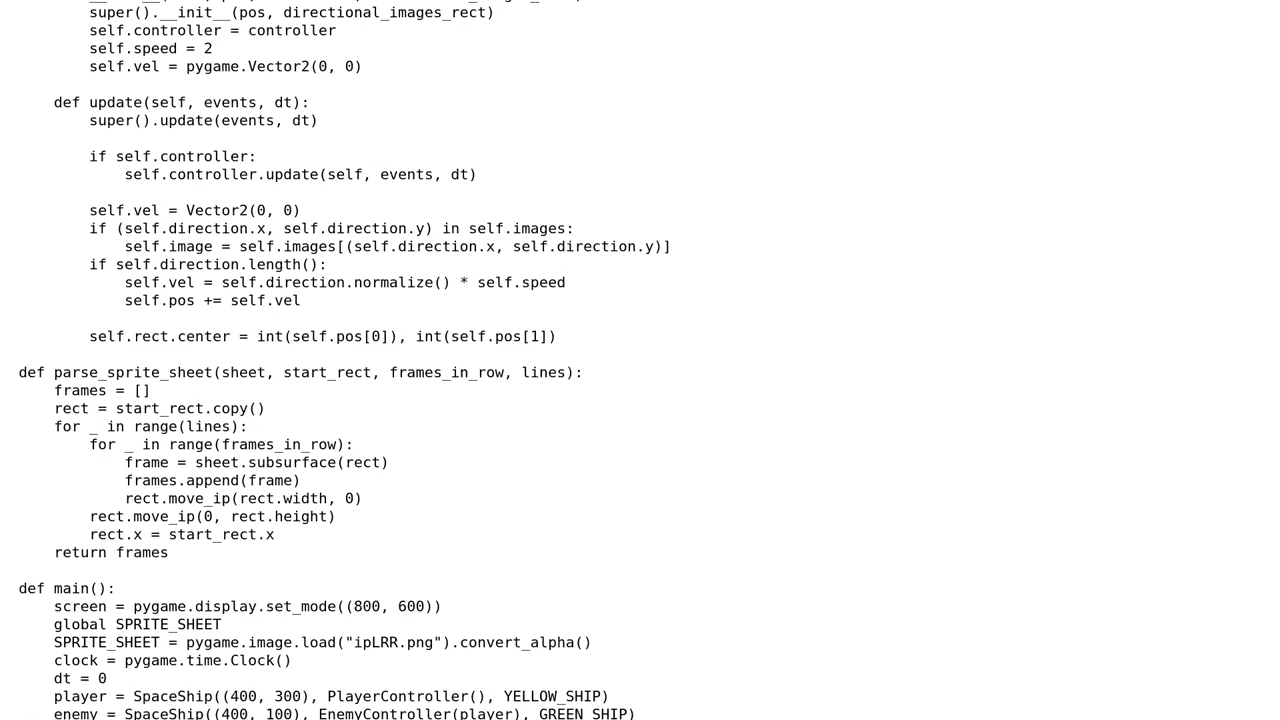 super().__init__(pos, directional_images_rect)
self.controller = controller
self.speed = 2
self.vel = pygame.Vector2(0, 0)
def update(self, events, dt):
super().update(events, dt)
if self.controller:
self.controller.update(self, events, dt)
self.vel = Vector2(0, 0)
if (self.direction.x, self.direction.y) in self.images:
self.image = self.images[(self.direction.x, self.direction.y)]
if self.direction.length():
self.vel = self.direction.normalize() * self.speed
self.pos += self.vel
self.rect.center = int(self.pos[0]), int(self.pos[1])
def parse_sprite_sheet(sheet, start_rect, frames_in_row, lines):
frames = []
rect = start_rect.copy()
for _ in range(lines):
for _ in range(frames_in_row):
frame = sheet.subsurface(rect)
frames.append(frame)
rect.move_ip(rect.width, 0)
rect.move_ip(0, rect.height)
rect.x = start_rect.x
return frames
def main():
screen = pygame.display.set_mode((800, 600))
global SPRITE_SHEET
SPRITE_SHEET = pygame.image.load("ipLRR.png").convert_alpha()
clock = pygame.time.Clock()
dt = 0
player = SpaceShip((400, 300), PlayerController(), YELLOW_SHIP)
enemy = SpaceShip((400, 100), EnemyController(player), GREEN_SHIP)